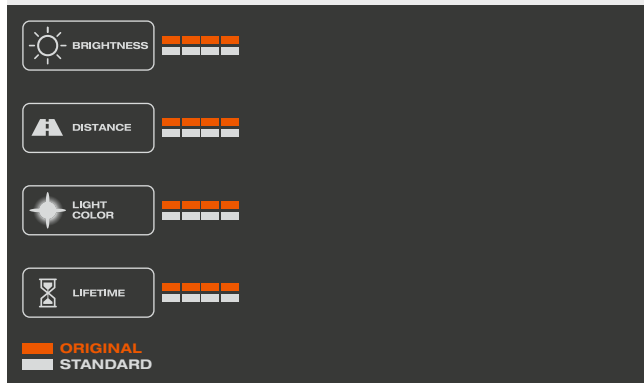 BRIGHTNESS
DISTANCE
LIGHT
COLOR
LIFETIME
ORIGINAL
STANDARD